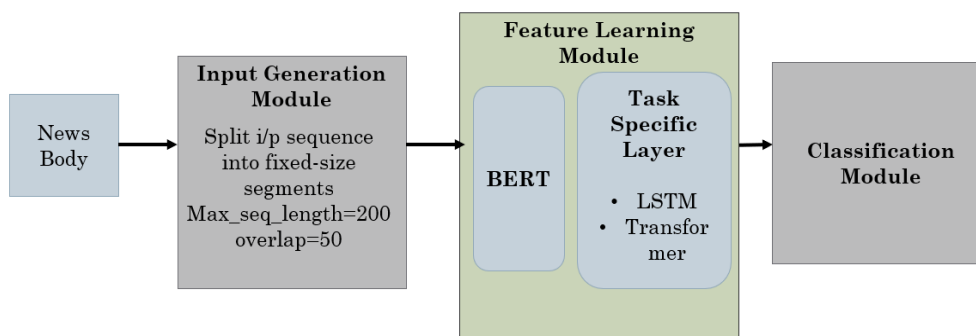 News
Body
Input Generation
Module
Split i/p sequence
into fixed-size
segments
Max_seq_length=200
overlap=50
Feature Learning
Module
BERT
Task
Specific
Layer
• LSTM
• Transfor
mer
Classification
Module